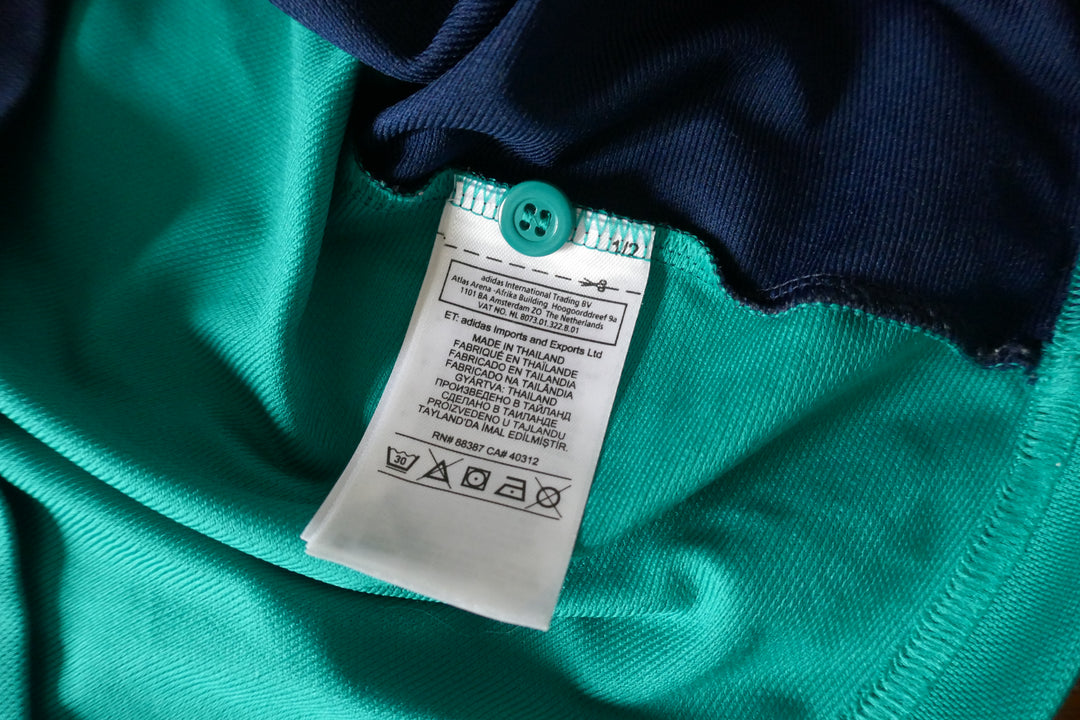 1/2
adidas International Trading BV
Atlas Arena -Afrika Building Hoogoorddreef 9a
1101 BA Amsterdam ZO The Netherlands
VAT NO. NL 8073.01.322.B.01
ET: adidas Imports and Exports Ltd
MADE IN THAILAND
FABRIQUÉ EN THAÏLANDE
FABRICADO EN TAILANDIA
FABRICADO NA TAILÂNDIA
GYÁRTVA: THAILAND
ПРОИЗВЕДЕНО В ТАЙЛАНД
СДЕЛАНО В ТАИЛАНДЕ
PROIZVEDENO U TAJLANDU
TAYLAND'DA İMAL EDİLMİŞTİR.
RN# 88387 CA# 40312
30